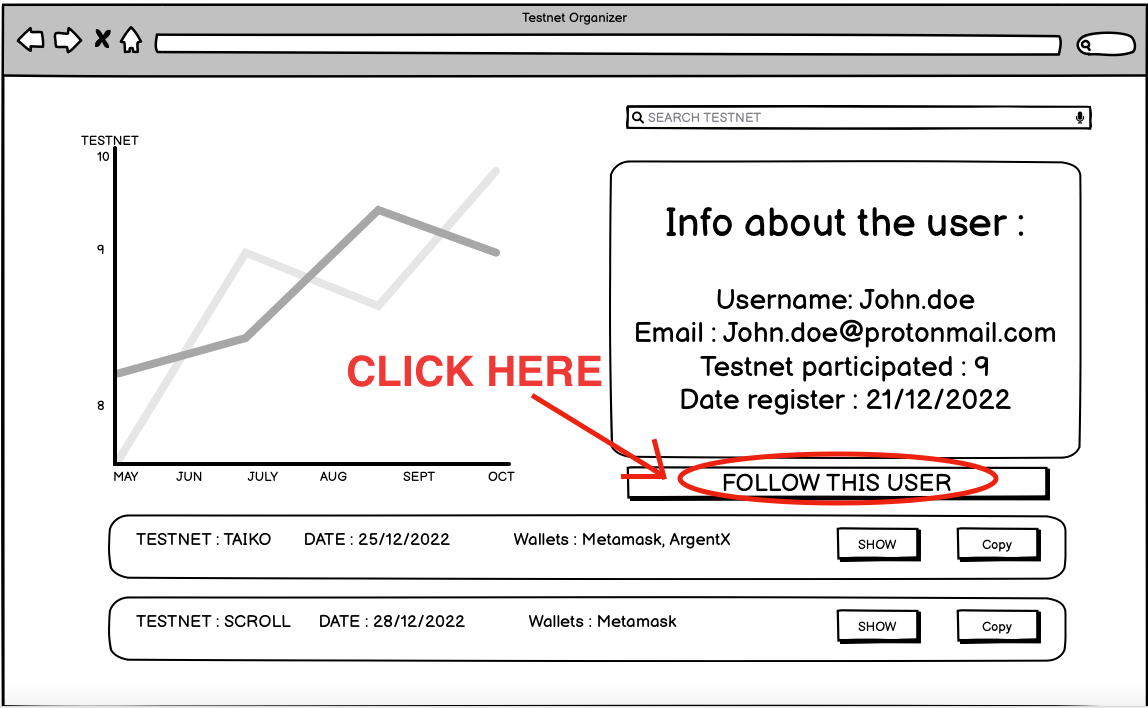 Testnet Organizer
SEARCH TESTNET
TESTNET
10
9
8
MAY JUN JULY AUG SEPT OCT
Info about the user :
Username: John.doe
Email : John.doe@protonmail.com
Testnet participated : 9
Date register : 21/12/2022
CLICK HERE
FOLLOW THIS USER
TESTNET : TAIKO DATE : 25/12/2022 Wallets : Metamask, ArgentX SHOW Copy
TESTNET : SCROLL DATE : 28/12/2022 Wallets : Metamask SHOW Copy